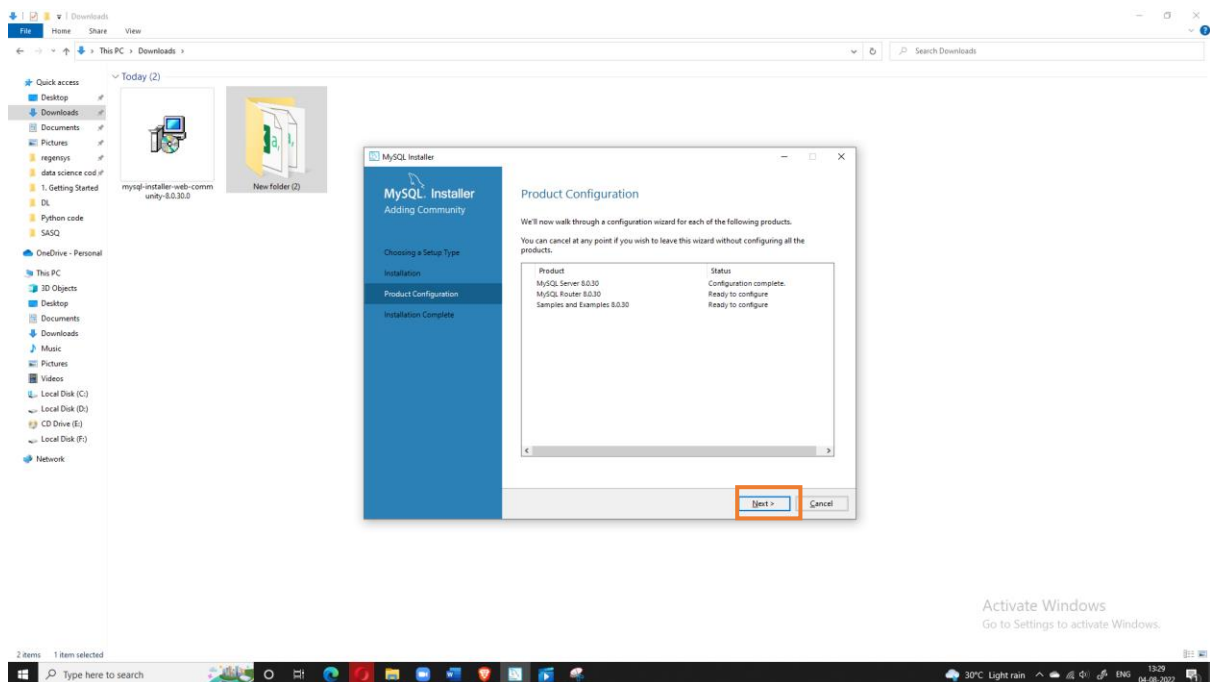 Downloads
File Home Share View
This PC > Downloads >
Search Downloads
Quick access
Desktop
Downloads
Documents
Pictures
regensys
data science cod
1. Getting Started
DL
Python code
SASQ
OneDrive - Personal
This PC
3D Objects
Desktop
Documents
Downloads
Music
Pictures
Videos
Local Disk (C:)
Local Disk (D:)
CD Drive (E:)
Local Disk (F:)
Network
Today (2)
mysql-installer-web-comm
unity-8.0.30.0
New folder (2)
MySQL Installer
MySQL. Installer
Adding Community
Choosing a Setup Type
Installation
Product Configuration
Installation Complete
Product Configuration
We'll now walk through a configuration wizard for each of the following products.
You can cancel at any point if you wish to leave this wizard without configuring all the
products.
Product Status
MySQL Server 8.0.30 Configuration complete.
MySQL Router 8.0.30 Ready to configure
Samples and Examples 8.0.30 Ready to configure
Next > Cancel
Activate Windows
Go to Settings to activate Windows.
2 items 1 item selected
Type here to search
30°C Light rain ENG
13:29
04-08-2022